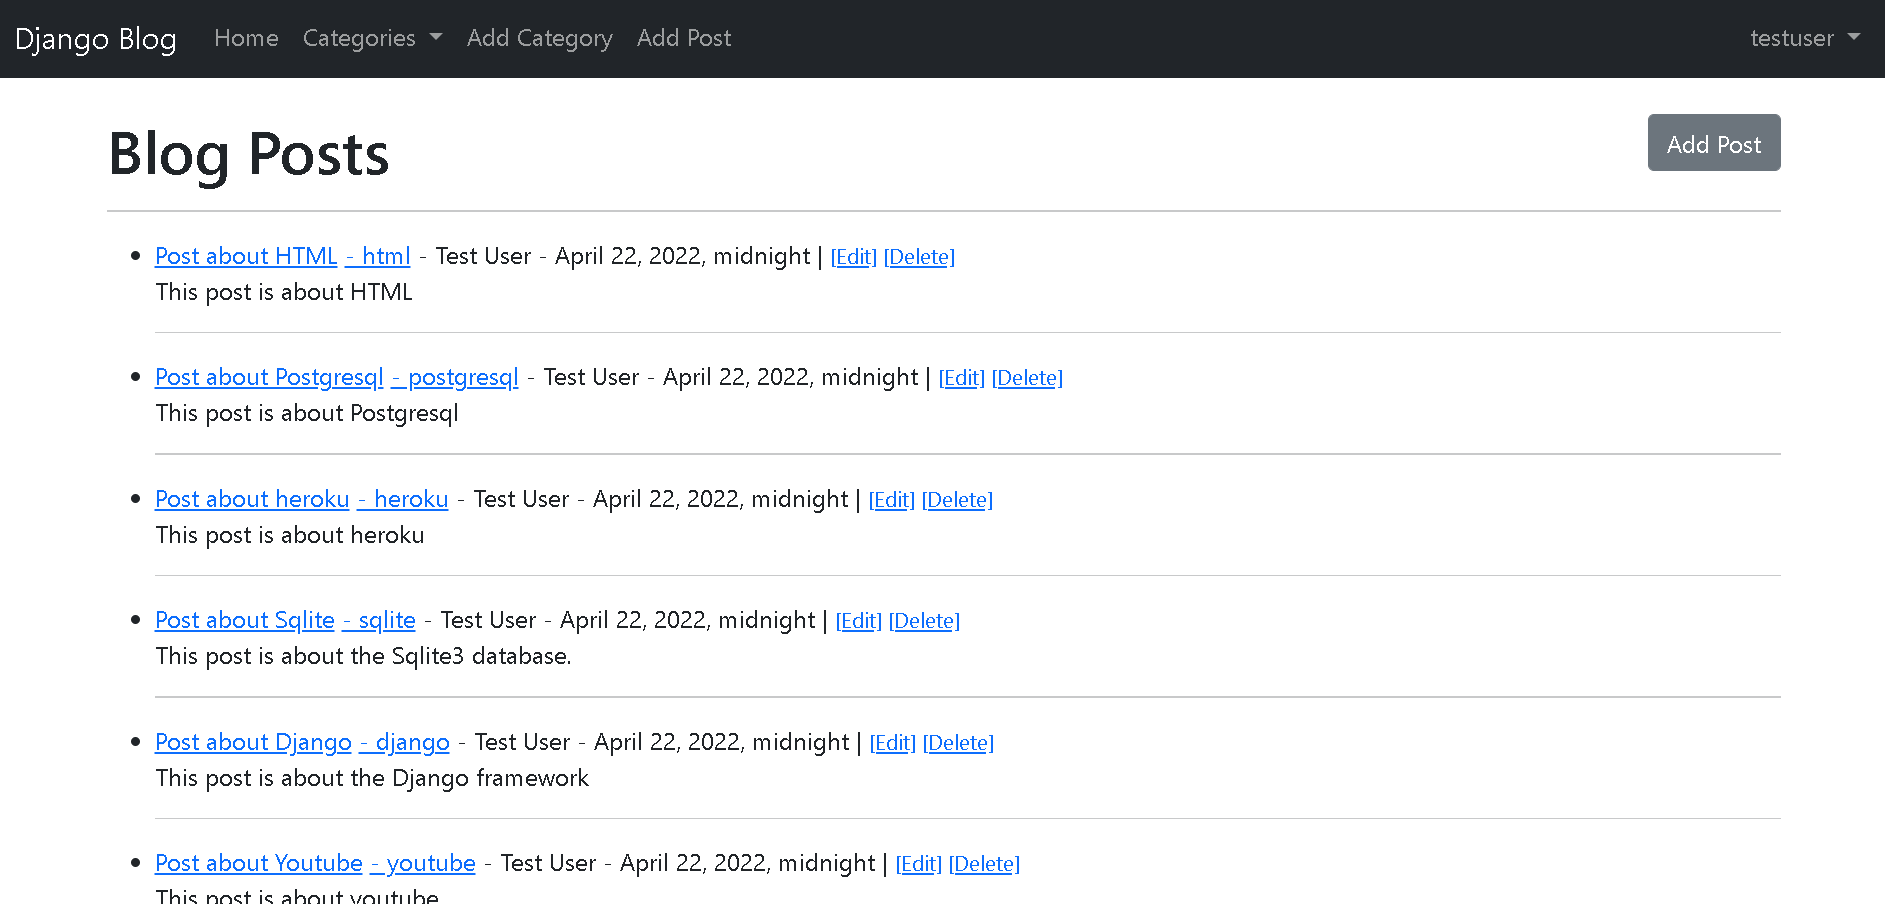 Django Blog Home Categories Add Category Add Post testuser
Blog Posts Add Post
Post about HTML - html - Test User - April 22, 2022, midnight | [Edit] [Delete]
This post is about HTML
Post about Postgresql - postgresql - Test User - April 22, 2022, midnight | [Edit] [Delete]
This post is about Postgresql
Post about heroku - heroku - Test User - April 22, 2022, midnight | [Edit] [Delete]
This post is about heroku
Post about Sqlite - sqlite - Test User - April 22, 2022, midnight | [Edit] [Delete]
This post is about the Sqlite3 database.
Post about Django - django - Test User - April 22, 2022, midnight | [Edit] [Delete]
This post is about the Django framework
Post about Youtube - youtube - Test User - April 22, 2022, midnight | [Edit] [Delete]
This post is about youtube